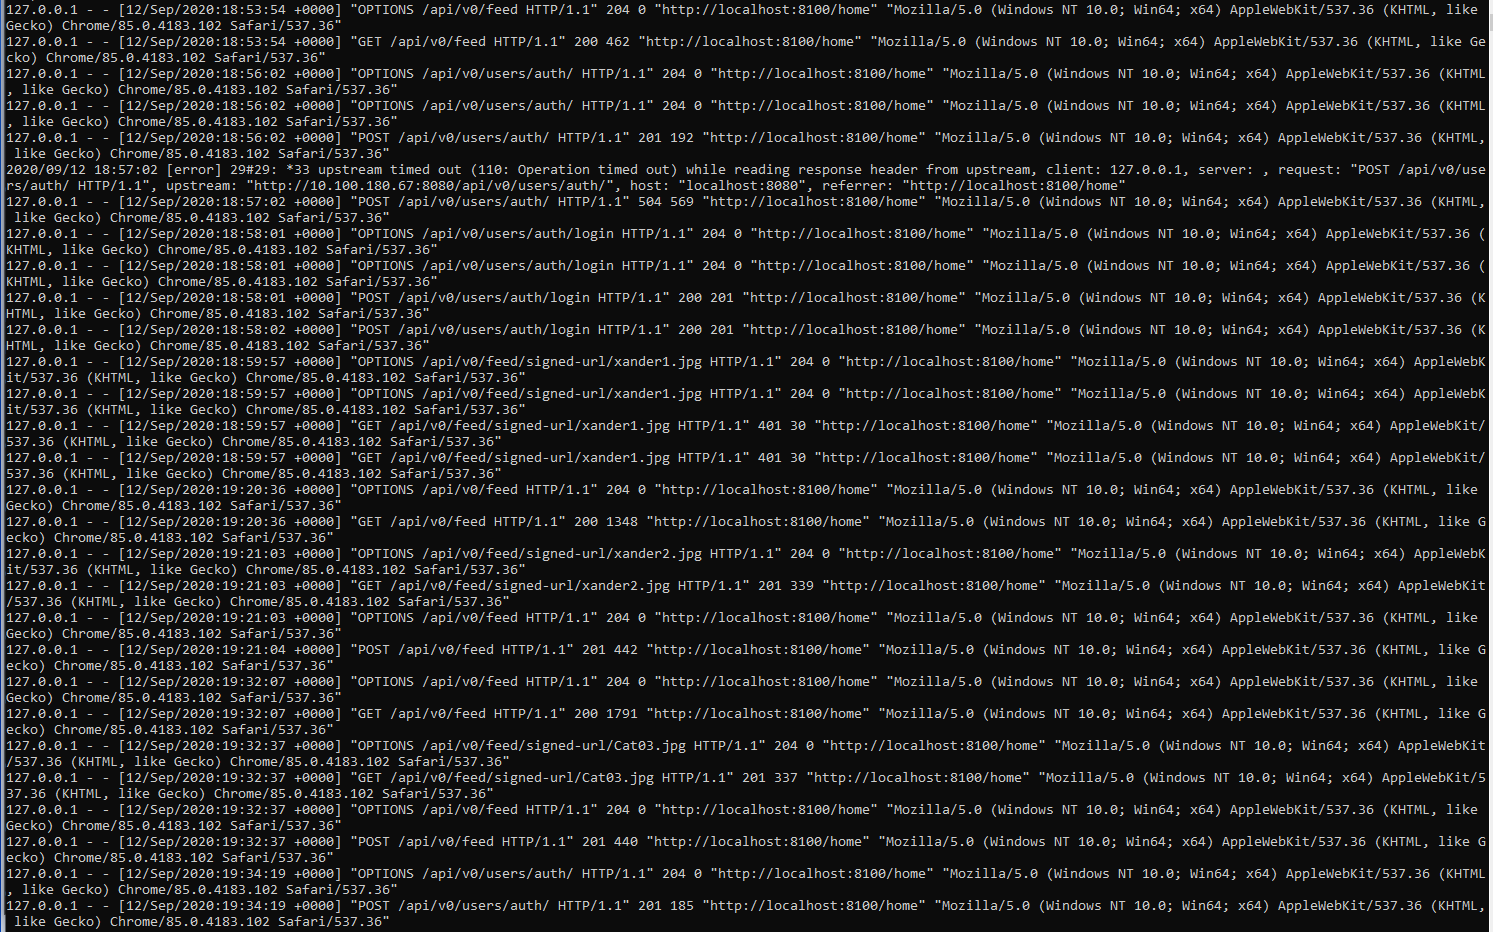 127.0.0.1 - - [12/Sep/2020:18:53:54 +0000] "OPTIONS /api/v0/feed HTTP/1.1" 204 0 "http://localhost:8100/home" "Mozilla/5.0 (Windows NT 10.0; Win64; x64) AppleWebKit/537.36 (KHTML, like
Gecko) Chrome/85.0.4183.102 Safari/537.36"
127.0.0.1 - - [12/Sep/2020:18:53:54 +0000] "GET /api/v0/feed HTTP/1.1" 200 462 "http://localhost:8100/home" "Mozilla/5.0 (Windows NT 10.0; Win64; x64) AppleWebKit/537.36 (KHTML, like Ge
cko) Chrome/85.0.4183.102 Safari/537.36"
127.0.0.1 - - [12/Sep/2020:18:56:02 +0000] "OPTIONS /api/v0/users/auth/ HTTP/1.1" 204 0 "http://localhost:8100/home" "Mozilla/5.0 (Windows NT 10.0; Win64; x64) AppleWebKit/537.36 (KHTML
, like Gecko) Chrome/85.0.4183.102 Safari/537.36"
127.0.0.1 - - [12/Sep/2020:18:56:02 +0000] "OPTIONS /api/v0/users/auth/ HTTP/1.1" 204 0 "http://localhost:8100/home" "Mozilla/5.0 (Windows NT 10.0; Win64; x64) AppleWebKit/537.36 (KHTML
, like Gecko) Chrome/85.0.4183.102 Safari/537.36"
127.0.0.1 - - [12/Sep/2020:18:56:02 +0000] "POST /api/v0/users/auth/ HTTP/1.1" 201 192 "http://localhost:8100/home" "Mozilla/5.0 (Windows NT 10.0; Win64; x64) AppleWebKit/537.36 (KHTML,
 like Gecko) Chrome/85.0.4183.102 Safari/537.36"
2020/09/12 18:57:02 [error] 29#29: *33 upstream timed out (110: Operation timed out) while reading response header from upstream, client: 127.0.0.1, server: , request: "POST /api/v0/use
rs/auth/ HTTP/1.1", upstream: "http://10.100.180.67:8080/api/v0/users/auth/", host: "localhost:8080", referrer: "http://localhost:8100/home"
127.0.0.1 - - [12/Sep/2020:18:57:02 +0000] "POST /api/v0/users/auth/ HTTP/1.1" 504 569 "http://localhost:8100/home" "Mozilla/5.0 (Windows NT 10.0; Win64; x64) AppleWebKit/537.36 (KHTML,
 like Gecko) Chrome/85.0.4183.102 Safari/537.36"
127.0.0.1 - - [12/Sep/2020:18:58:01 +0000] "OPTIONS /api/v0/users/auth/login HTTP/1.1" 204 0 "http://localhost:8100/home" "Mozilla/5.0 (Windows NT 10.0; Win64; x64) AppleWebKit/537.36 (
KHTML, like Gecko) Chrome/85.0.4183.102 Safari/537.36"
127.0.0.1 - - [12/Sep/2020:18:58:01 +0000] "OPTIONS /api/v0/users/auth/login HTTP/1.1" 204 0 "http://localhost:8100/home" "Mozilla/5.0 (Windows NT 10.0; Win64; x64) AppleWebKit/537.36 (
KHTML, like Gecko) Chrome/85.0.4183.102 Safari/537.36"
127.0.0.1 - - [12/Sep/2020:18:58:01 +0000] "POST /api/v0/users/auth/login HTTP/1.1" 200 201 "http://localhost:8100/home" "Mozilla/5.0 (Windows NT 10.0; Win64; x64) AppleWebKit/537.36 (K
HTML, like Gecko) Chrome/85.0.4183.102 Safari/537.36"
127.0.0.1 - - [12/Sep/2020:18:58:02 +0000] "POST /api/v0/users/auth/login HTTP/1.1" 200 201 "http://localhost:8100/home" "Mozilla/5.0 (Windows NT 10.0; Win64; x64) AppleWebKit/537.36 (K
HTML, like Gecko) Chrome/85.0.4183.102 Safari/537.36"
127.0.0.1 - - [12/Sep/2020:18:59:57 +0000] "OPTIONS /api/v0/feed/signed-url/xander1.jpg HTTP/1.1" 204 0 "http://localhost:8100/home" "Mozilla/5.0 (Windows NT 10.0; Win64; x64) AppleWebK
it/537.36 (KHTML, like Gecko) Chrome/85.0.4183.102 Safari/537.36"
127.0.0.1 - - [12/Sep/2020:18:59:57 +0000] "OPTIONS /api/v0/feed/signed-url/xander1.jpg HTTP/1.1" 204 0 "http://localhost:8100/home" "Mozilla/5.0 (Windows NT 10.0; Win64; x64) AppleWebK
it/537.36 (KHTML, like Gecko) Chrome/85.0.4183.102 Safari/537.36"
127.0.0.1 - - [12/Sep/2020:18:59:57 +0000] "GET /api/v0/feed/signed-url/xander1.jpg HTTP/1.1" 401 30 "http://localhost:8100/home" "Mozilla/5.0 (Windows NT 10.0; Win64; x64) AppleWebKit/
537.36 (KHTML, like Gecko) Chrome/85.0.4183.102 Safari/537.36"
127.0.0.1 - - [12/Sep/2020:18:59:57 +0000] "GET /api/v0/feed/signed-url/xander1.jpg HTTP/1.1" 401 30 "http://localhost:8100/home" "Mozilla/5.0 (Windows NT 10.0; Win64; x64) AppleWebKit/
537.36 (KHTML, like Gecko) Chrome/85.0.4183.102 Safari/537.36"
127.0.0.1 - - [12/Sep/2020:19:20:36 +0000] "OPTIONS /api/v0/feed HTTP/1.1" 204 0 "http://localhost:8100/home" "Mozilla/5.0 (Windows NT 10.0; Win64; x64) AppleWebKit/537.36 (KHTML, like
Gecko) Chrome/85.0.4183.102 Safari/537.36"
127.0.0.1 - - [12/Sep/2020:19:20:36 +0000] "GET /api/v0/feed HTTP/1.1" 200 1348 "http://localhost:8100/home" "Mozilla/5.0 (Windows NT 10.0; Win64; x64) AppleWebKit/537.36 (KHTML, like G
ecko) Chrome/85.0.4183.102 Safari/537.36"
127.0.0.1 - - [12/Sep/2020:19:21:03 +0000] "OPTIONS /api/v0/feed/signed-url/xander2.jpg HTTP/1.1" 204 0 "http://localhost:8100/home" "Mozilla/5.0 (Windows NT 10.0; Win64; x64) AppleWebK
it/537.36 (KHTML, like Gecko) Chrome/85.0.4183.102 Safari/537.36"
127.0.0.1 - - [12/Sep/2020:19:21:03 +0000] "GET /api/v0/feed/signed-url/xander2.jpg HTTP/1.1" 201 339 "http://localhost:8100/home" "Mozilla/5.0 (Windows NT 10.0; Win64; x64) AppleWebKit
/537.36 (KHTML, like Gecko) Chrome/85.0.4183.102 Safari/537.36"
127.0.0.1 - - [12/Sep/2020:19:21:03 +0000] "OPTIONS /api/v0/feed HTTP/1.1" 204 0 "http://localhost:8100/home" "Mozilla/5.0 (Windows NT 10.0; Win64; x64) AppleWebKit/537.36 (KHTML, like
Gecko) Chrome/85.0.4183.102 Safari/537.36"
127.0.0.1 - - [12/Sep/2020:19:21:04 +0000] "POST /api/v0/feed HTTP/1.1" 201 442 "http://localhost:8100/home" "Mozilla/5.0 (Windows NT 10.0; Win64; x64) AppleWebKit/537.36 (KHTML, like G
ecko) Chrome/85.0.4183.102 Safari/537.36"
127.0.0.1 - - [12/Sep/2020:19:32:07 +0000] "OPTIONS /api/v0/feed HTTP/1.1" 204 0 "http://localhost:8100/home" "Mozilla/5.0 (Windows NT 10.0; Win64; x64) AppleWebKit/537.36 (KHTML, like
Gecko) Chrome/85.0.4183.102 Safari/537.36"
127.0.0.1 - - [12/Sep/2020:19:32:07 +0000] "GET /api/v0/feed HTTP/1.1" 200 1791 "http://localhost:8100/home" "Mozilla/5.0 (Windows NT 10.0; Win64; x64) AppleWebKit/537.36 (KHTML, like G
ecko) Chrome/85.0.4183.102 Safari/537.36"
127.0.0.1 - - [12/Sep/2020:19:32:37 +0000] "OPTIONS /api/v0/feed/signed-url/Cat03.jpg HTTP/1.1" 204 0 "http://localhost:8100/home" "Mozilla/5.0 (Windows NT 10.0; Win64; x64) AppleWebKit
/537.36 (KHTML, like Gecko) Chrome/85.0.4183.102 Safari/537.36"
127.0.0.1 - - [12/Sep/2020:19:32:37 +0000] "GET /api/v0/feed/signed-url/Cat03.jpg HTTP/1.1" 201 337 "http://localhost:8100/home" "Mozilla/5.0 (Windows NT 10.0; Win64; x64) AppleWebKit/5
37.36 (KHTML, like Gecko) Chrome/85.0.4183.102 Safari/537.36"
127.0.0.1 - - [12/Sep/2020:19:32:37 +0000] "OPTIONS /api/v0/feed HTTP/1.1" 204 0 "http://localhost:8100/home" "Mozilla/5.0 (Windows NT 10.0; Win64; x64) AppleWebKit/537.36 (KHTML, like
Gecko) Chrome/85.0.4183.102 Safari/537.36"
127.0.0.1 - - [12/Sep/2020:19:32:37 +0000] "POST /api/v0/feed HTTP/1.1" 201 440 "http://localhost:8100/home" "Mozilla/5.0 (Windows NT 10.0; Win64; x64) AppleWebKit/537.36 (KHTML, like G
ecko) Chrome/85.0.4183.102 Safari/537.36"
127.0.0.1 - - [12/Sep/2020:19:34:19 +0000] "OPTIONS /api/v0/users/auth/ HTTP/1.1" 204 0 "http://localhost:8100/home" "Mozilla/5.0 (Windows NT 10.0; Win64; x64) AppleWebKit/537.36 (KHTML
, like Gecko) Chrome/85.0.4183.102 Safari/537.36"
127.0.0.1 - - [12/Sep/2020:19:34:19 +0000] "POST /api/v0/users/auth/ HTTP/1.1" 201 185 "http://localhost:8100/home" "Mozilla/5.0 (Windows NT 10.0; Win64; x64) AppleWebKit/537.36 (KHTML,
 like Gecko) Chrome/85.0.4183.102 Safari/537.36"